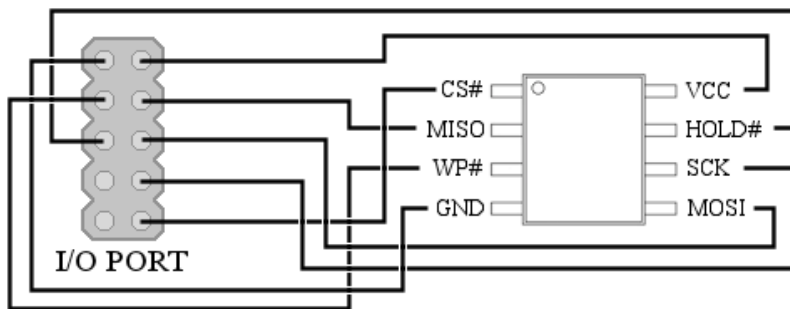 CS#
MISO
WP#
GND
VCC
HOLD#
SCK
MOSI
I/O PORT